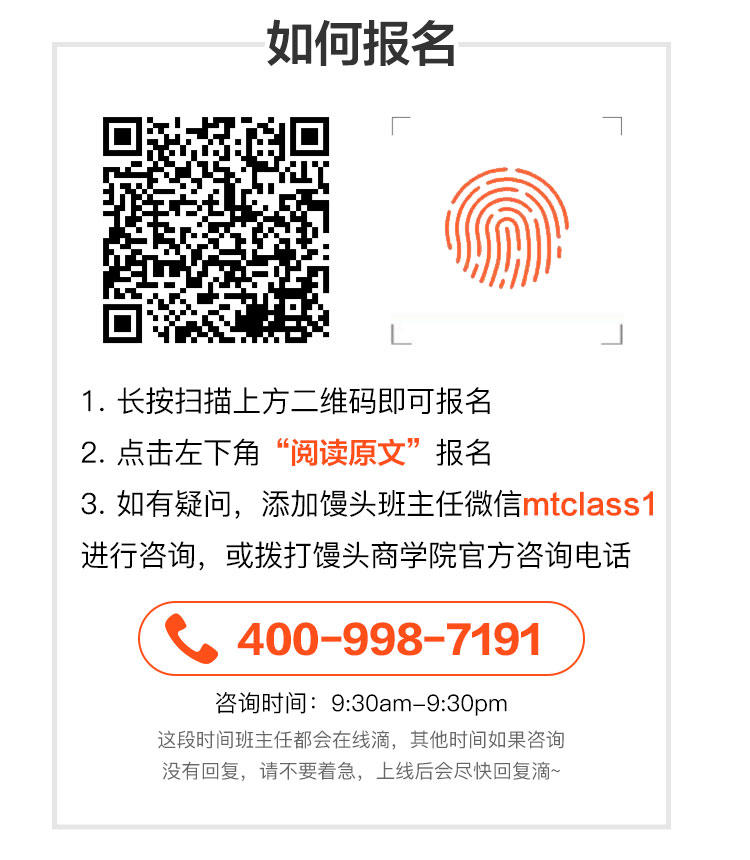 如何报名
1. 长按扫描上方二维码即可报名
2. 点击左下角“阅读原文”报名
3. 如有疑问，添加馒头班主任微信mtclass1
进行咨询，或拨打馒头商学院官方咨询电话
400-998-7191
咨询时间：9:30am-9:30pm
这段时间班主任都会在线滴，其他时间如果咨询
没有回复，请不要着急，上线后会尽快回复滴~